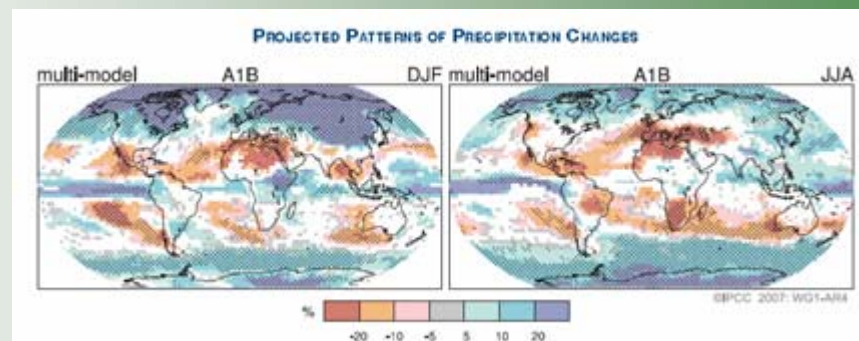 PROJECTED PATTERNS OF PRECIPITATION CHANGES
multi-model A1B DJF
multi-model A1B JJA
©IPCC 2007: WG1-AR4
%
-20 -10 -5 5 10 20